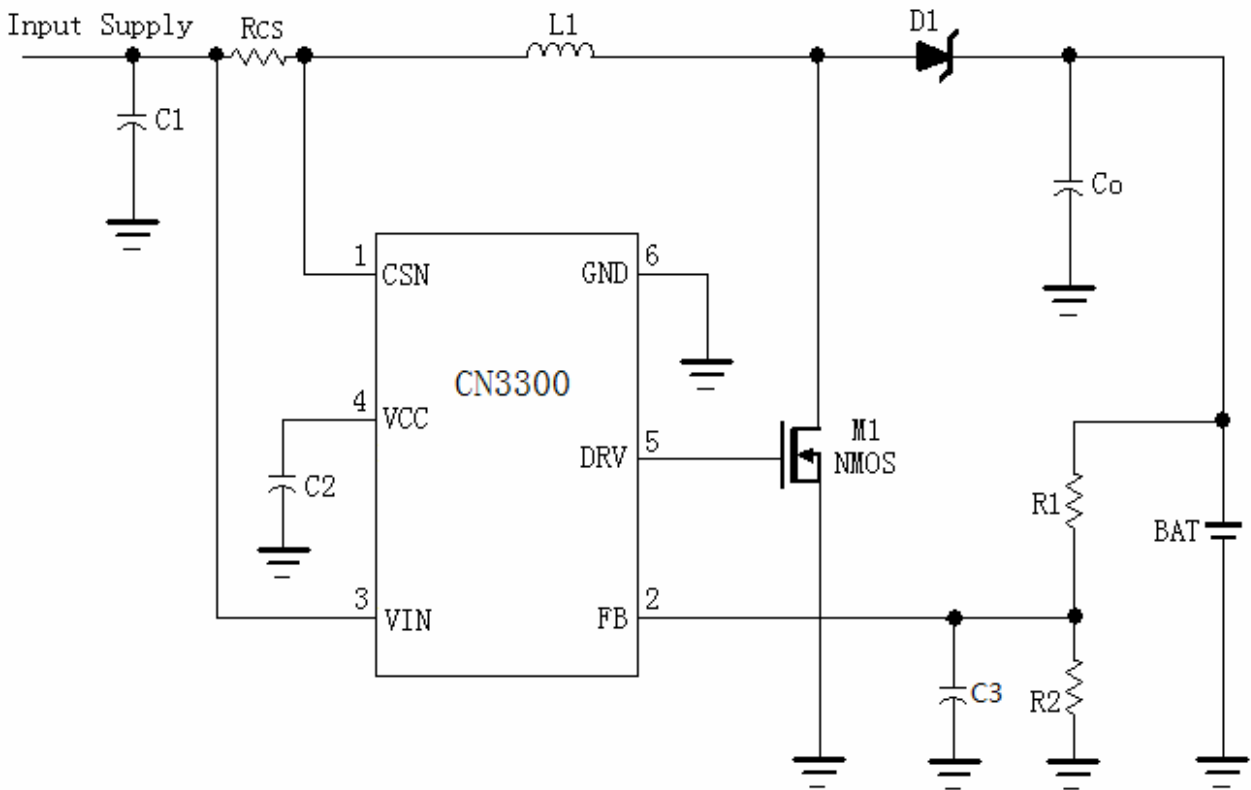 Input Supply
RCS
L1
D1
C1
Co
1
CSN
GND
6
CN3300
4
VCC
C2
DRV
5
M1
NMOS
R1
BAT
3
VIN
FB
2
C3
R2